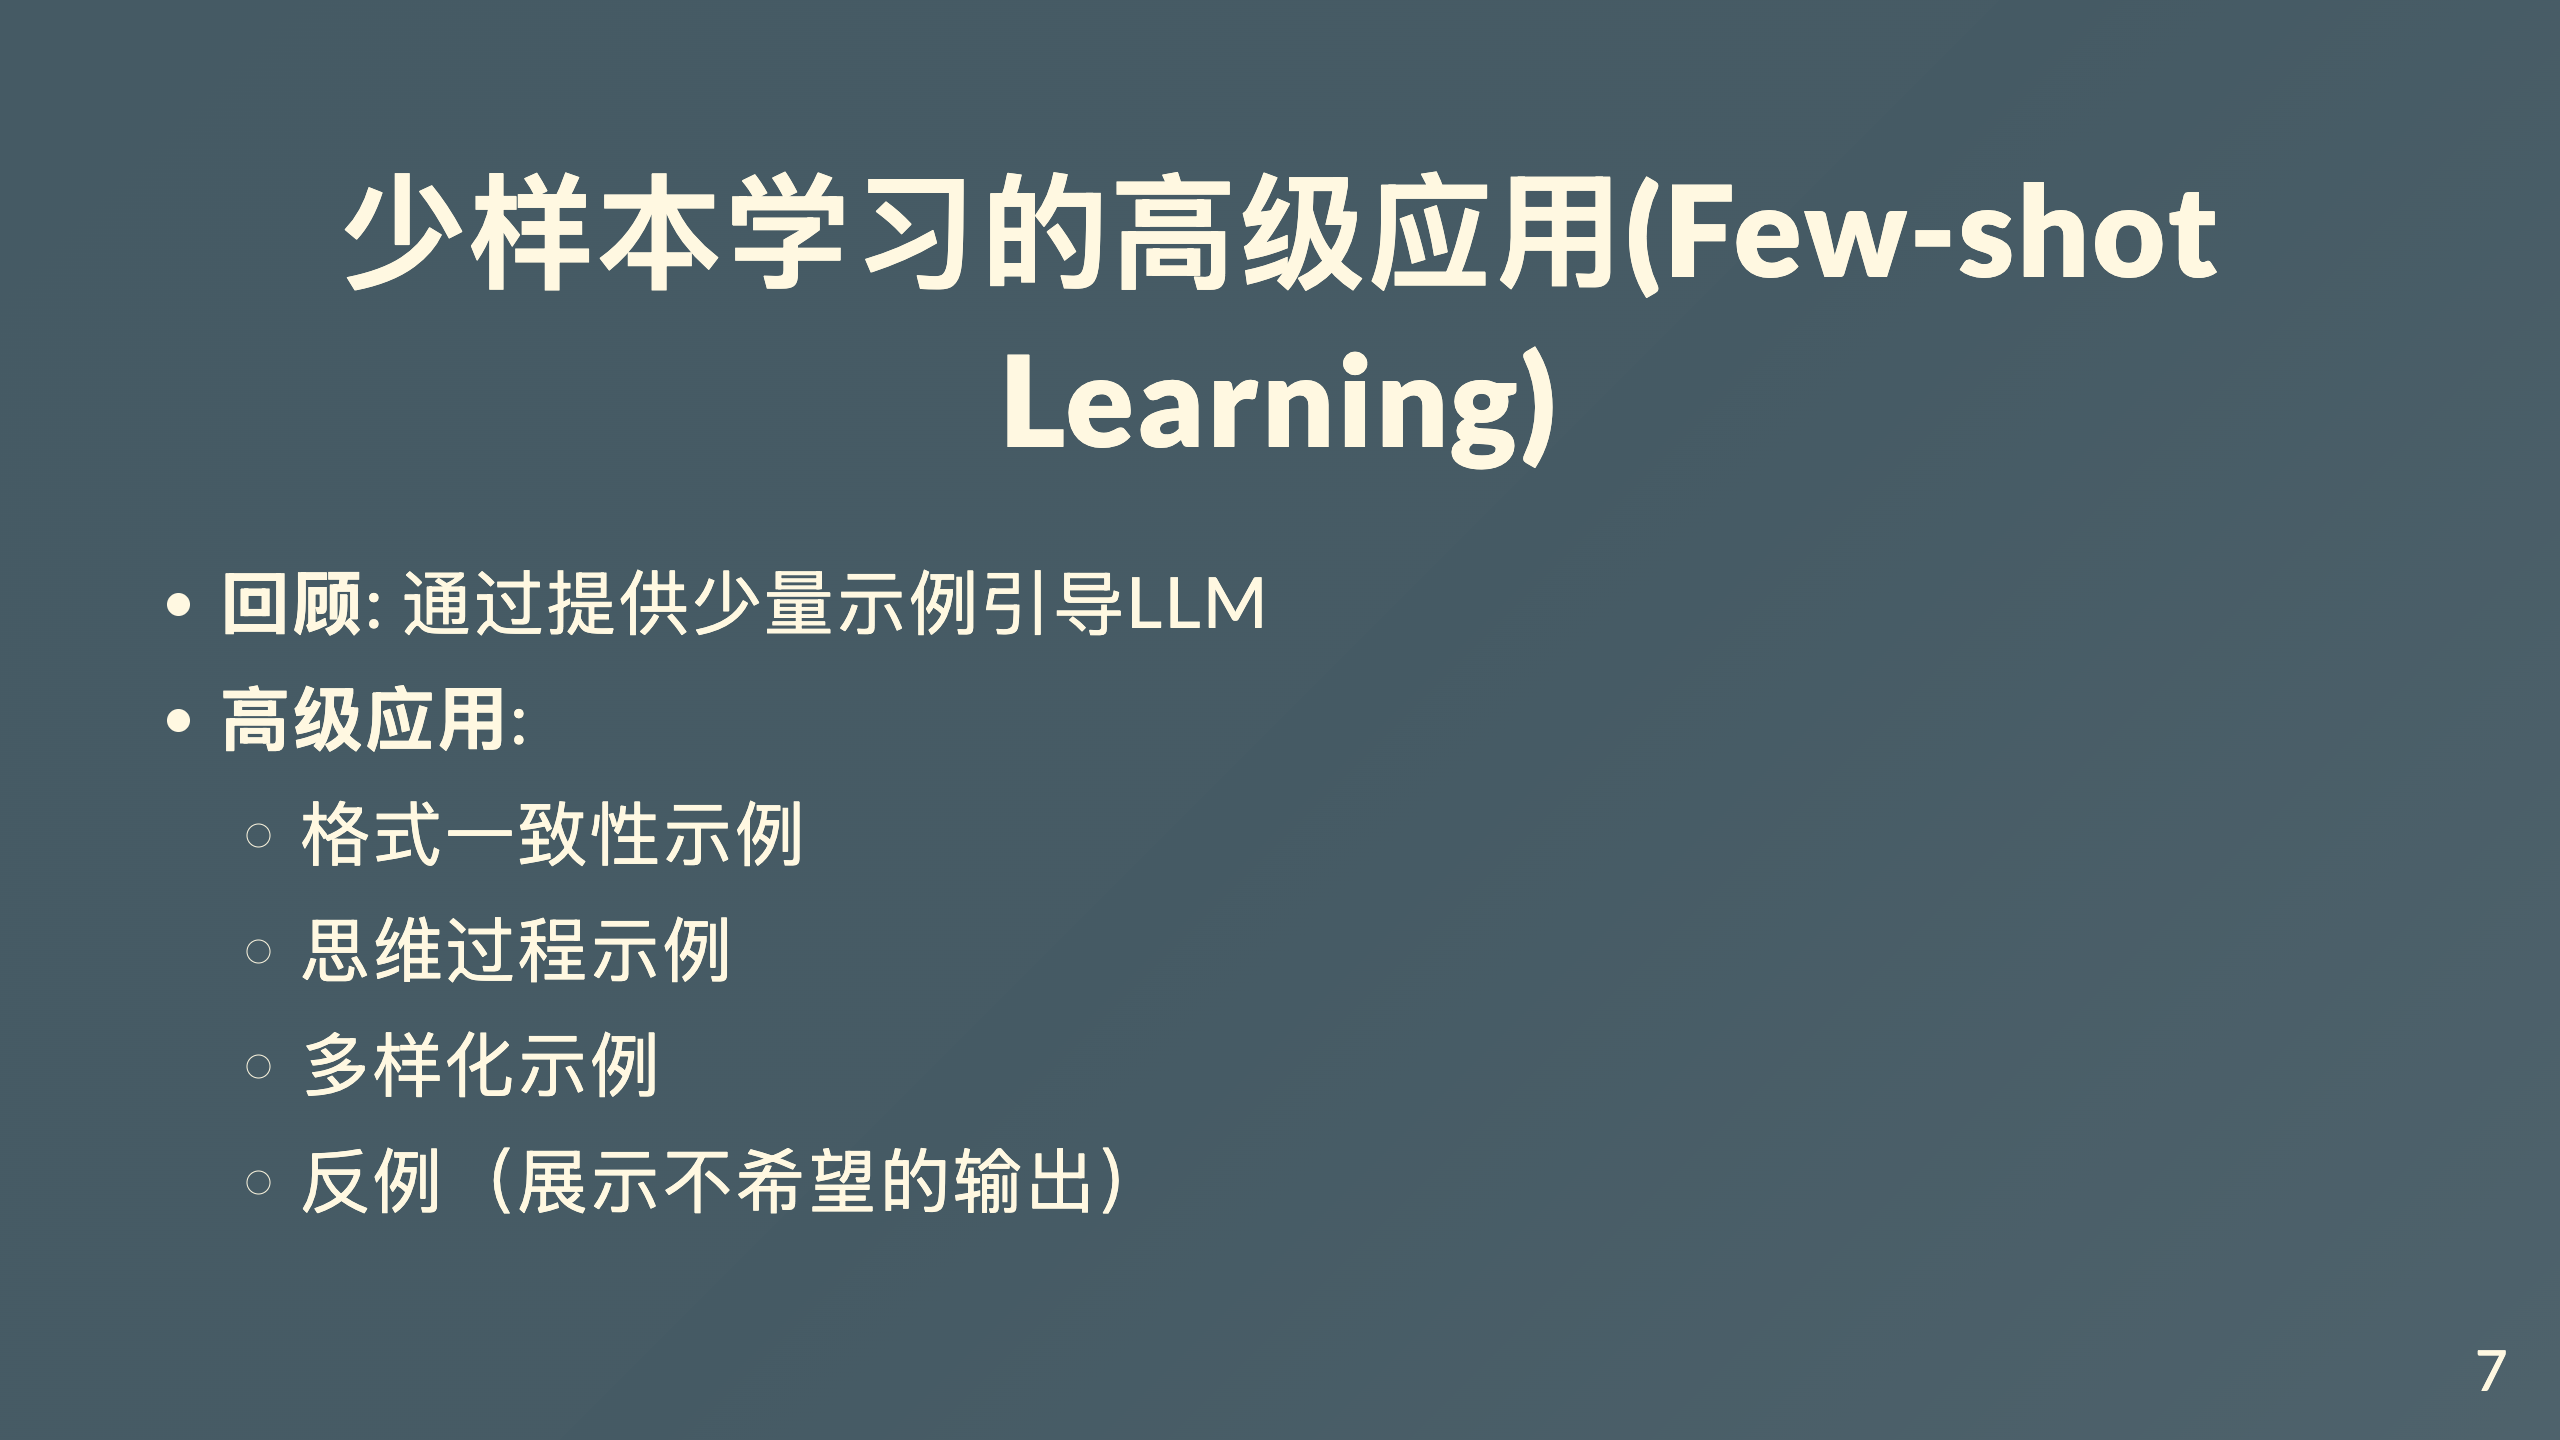 少样本学习的高级应用(Few-shot
Learning)
回顾: 通过提供少量示例引导LLM
高级应用:
格式一致性示例
思维过程示例
多样化示例
反例（展示不希望的输出）
7